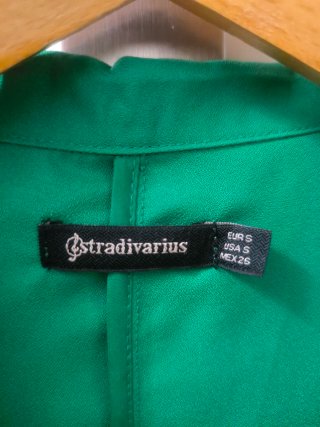 stradivarius
EUR S
USA S
MEX 26